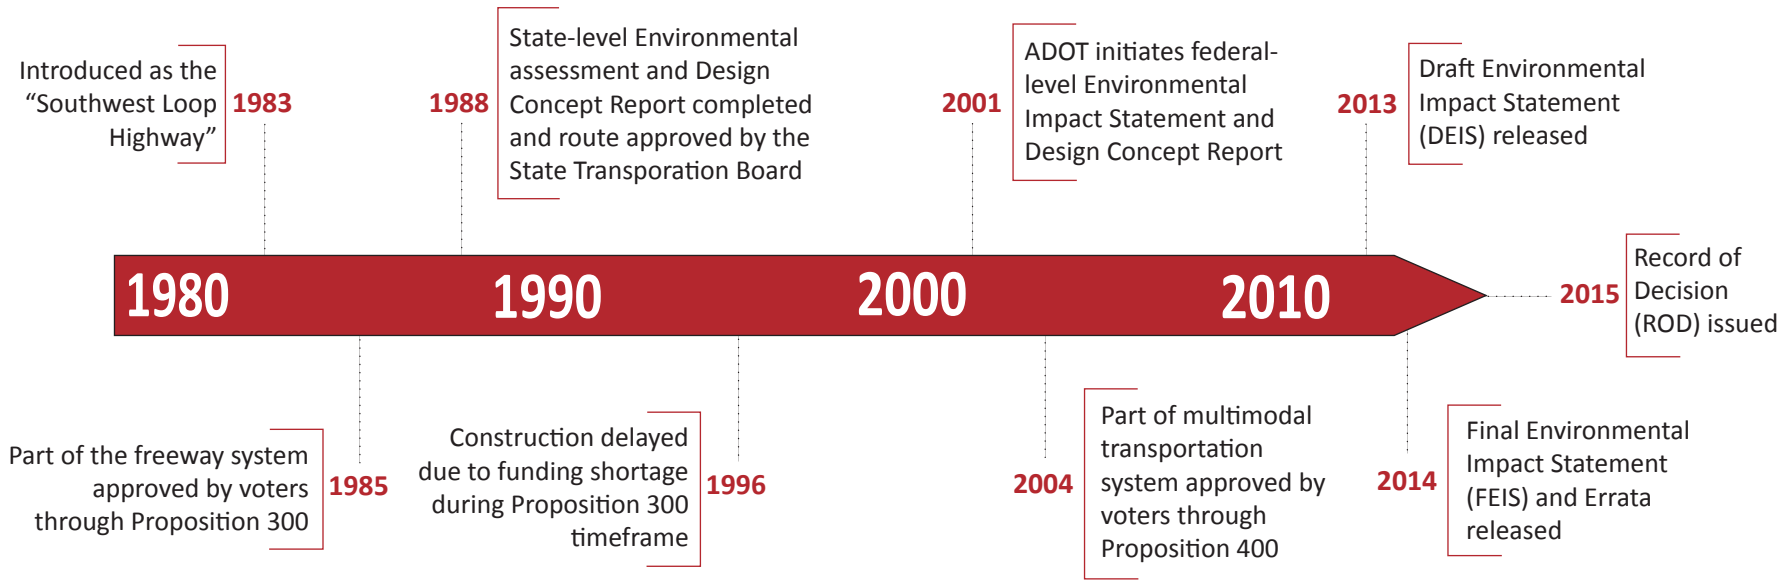 Introduced as the
“Southwest Loop
Highway”
1983
1988
State-level Environmental
assessment and Design
Concept Report completed
and route approved by the
State Transporation Board
2001
ADOT initiates federal-
level Environmental
Impact Statement and
Design Concept Report
2013
Draft Environmental
Impact Statement
(DEIS) released
1980
1990
2000
2010
2015
Record of
Decision
(ROD) issued
Part of the freeway system
approved by voters
through Proposition 300
1985
Construction delayed
due to funding shortage
during Proposition 300
timeframe
1996
2004
Part of multimodal
transportation
system approved by
voters through
Proposition 400
2014
Final Environmental
Impact Statement
(FEIS) and Errata
released